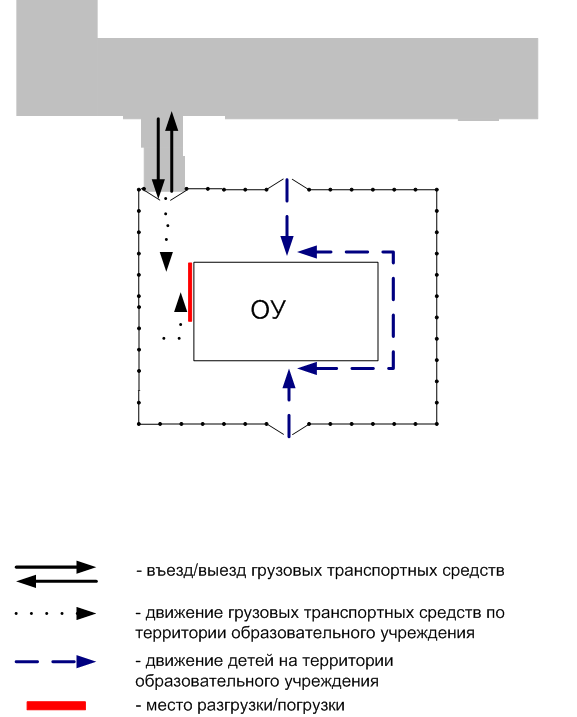 ОУ
- въезд/выезд грузовых транспортных средств
- движение грузовых транспортных средств по
территории образовательного учреждения
- движение детей на территории
образовательного учреждения
- место разгрузки/погрузки